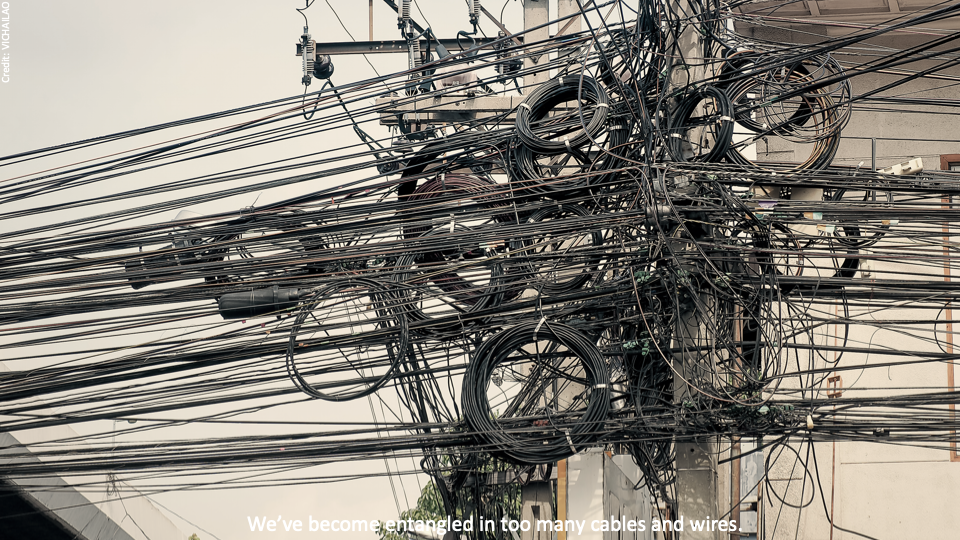 Credit: VICHAILAO
We've become entangled in too many cables and wires.